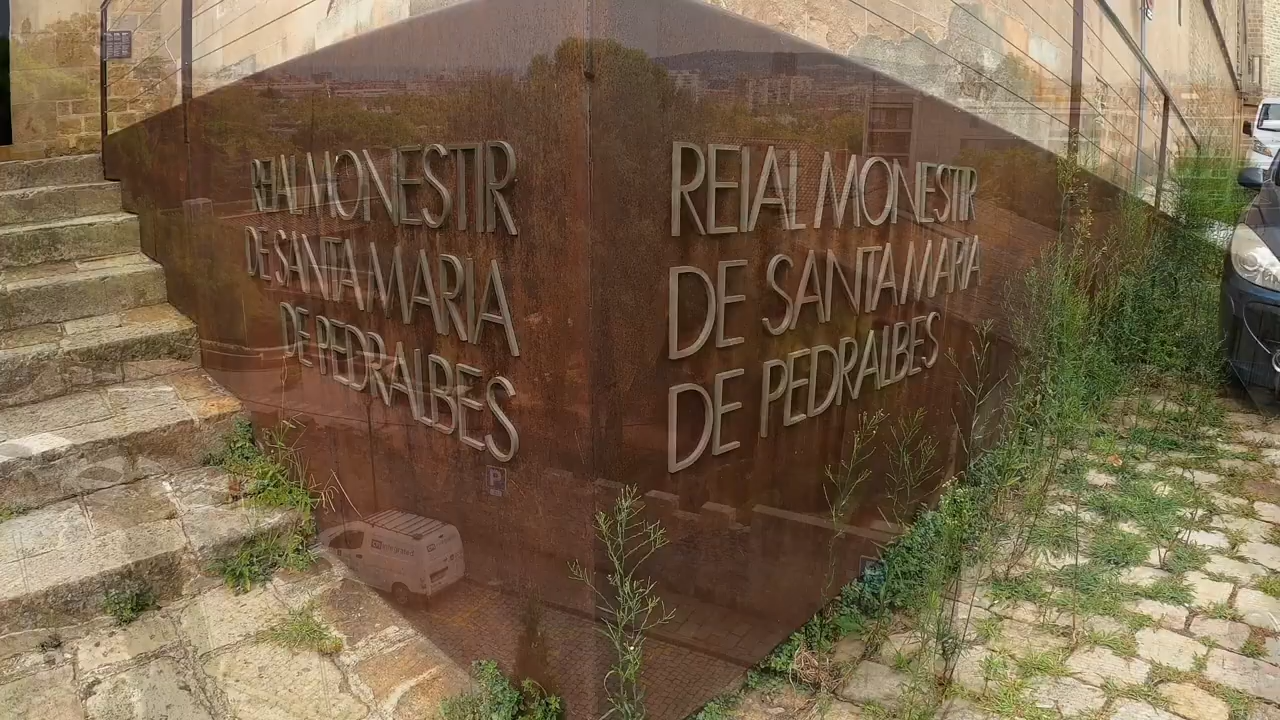 REIAL MONESTIR
DE SANTA MARIA
DE PEDRALBES
REIAL MONESTIR
DE SANTA MARIA
DE PEDRALBES
P